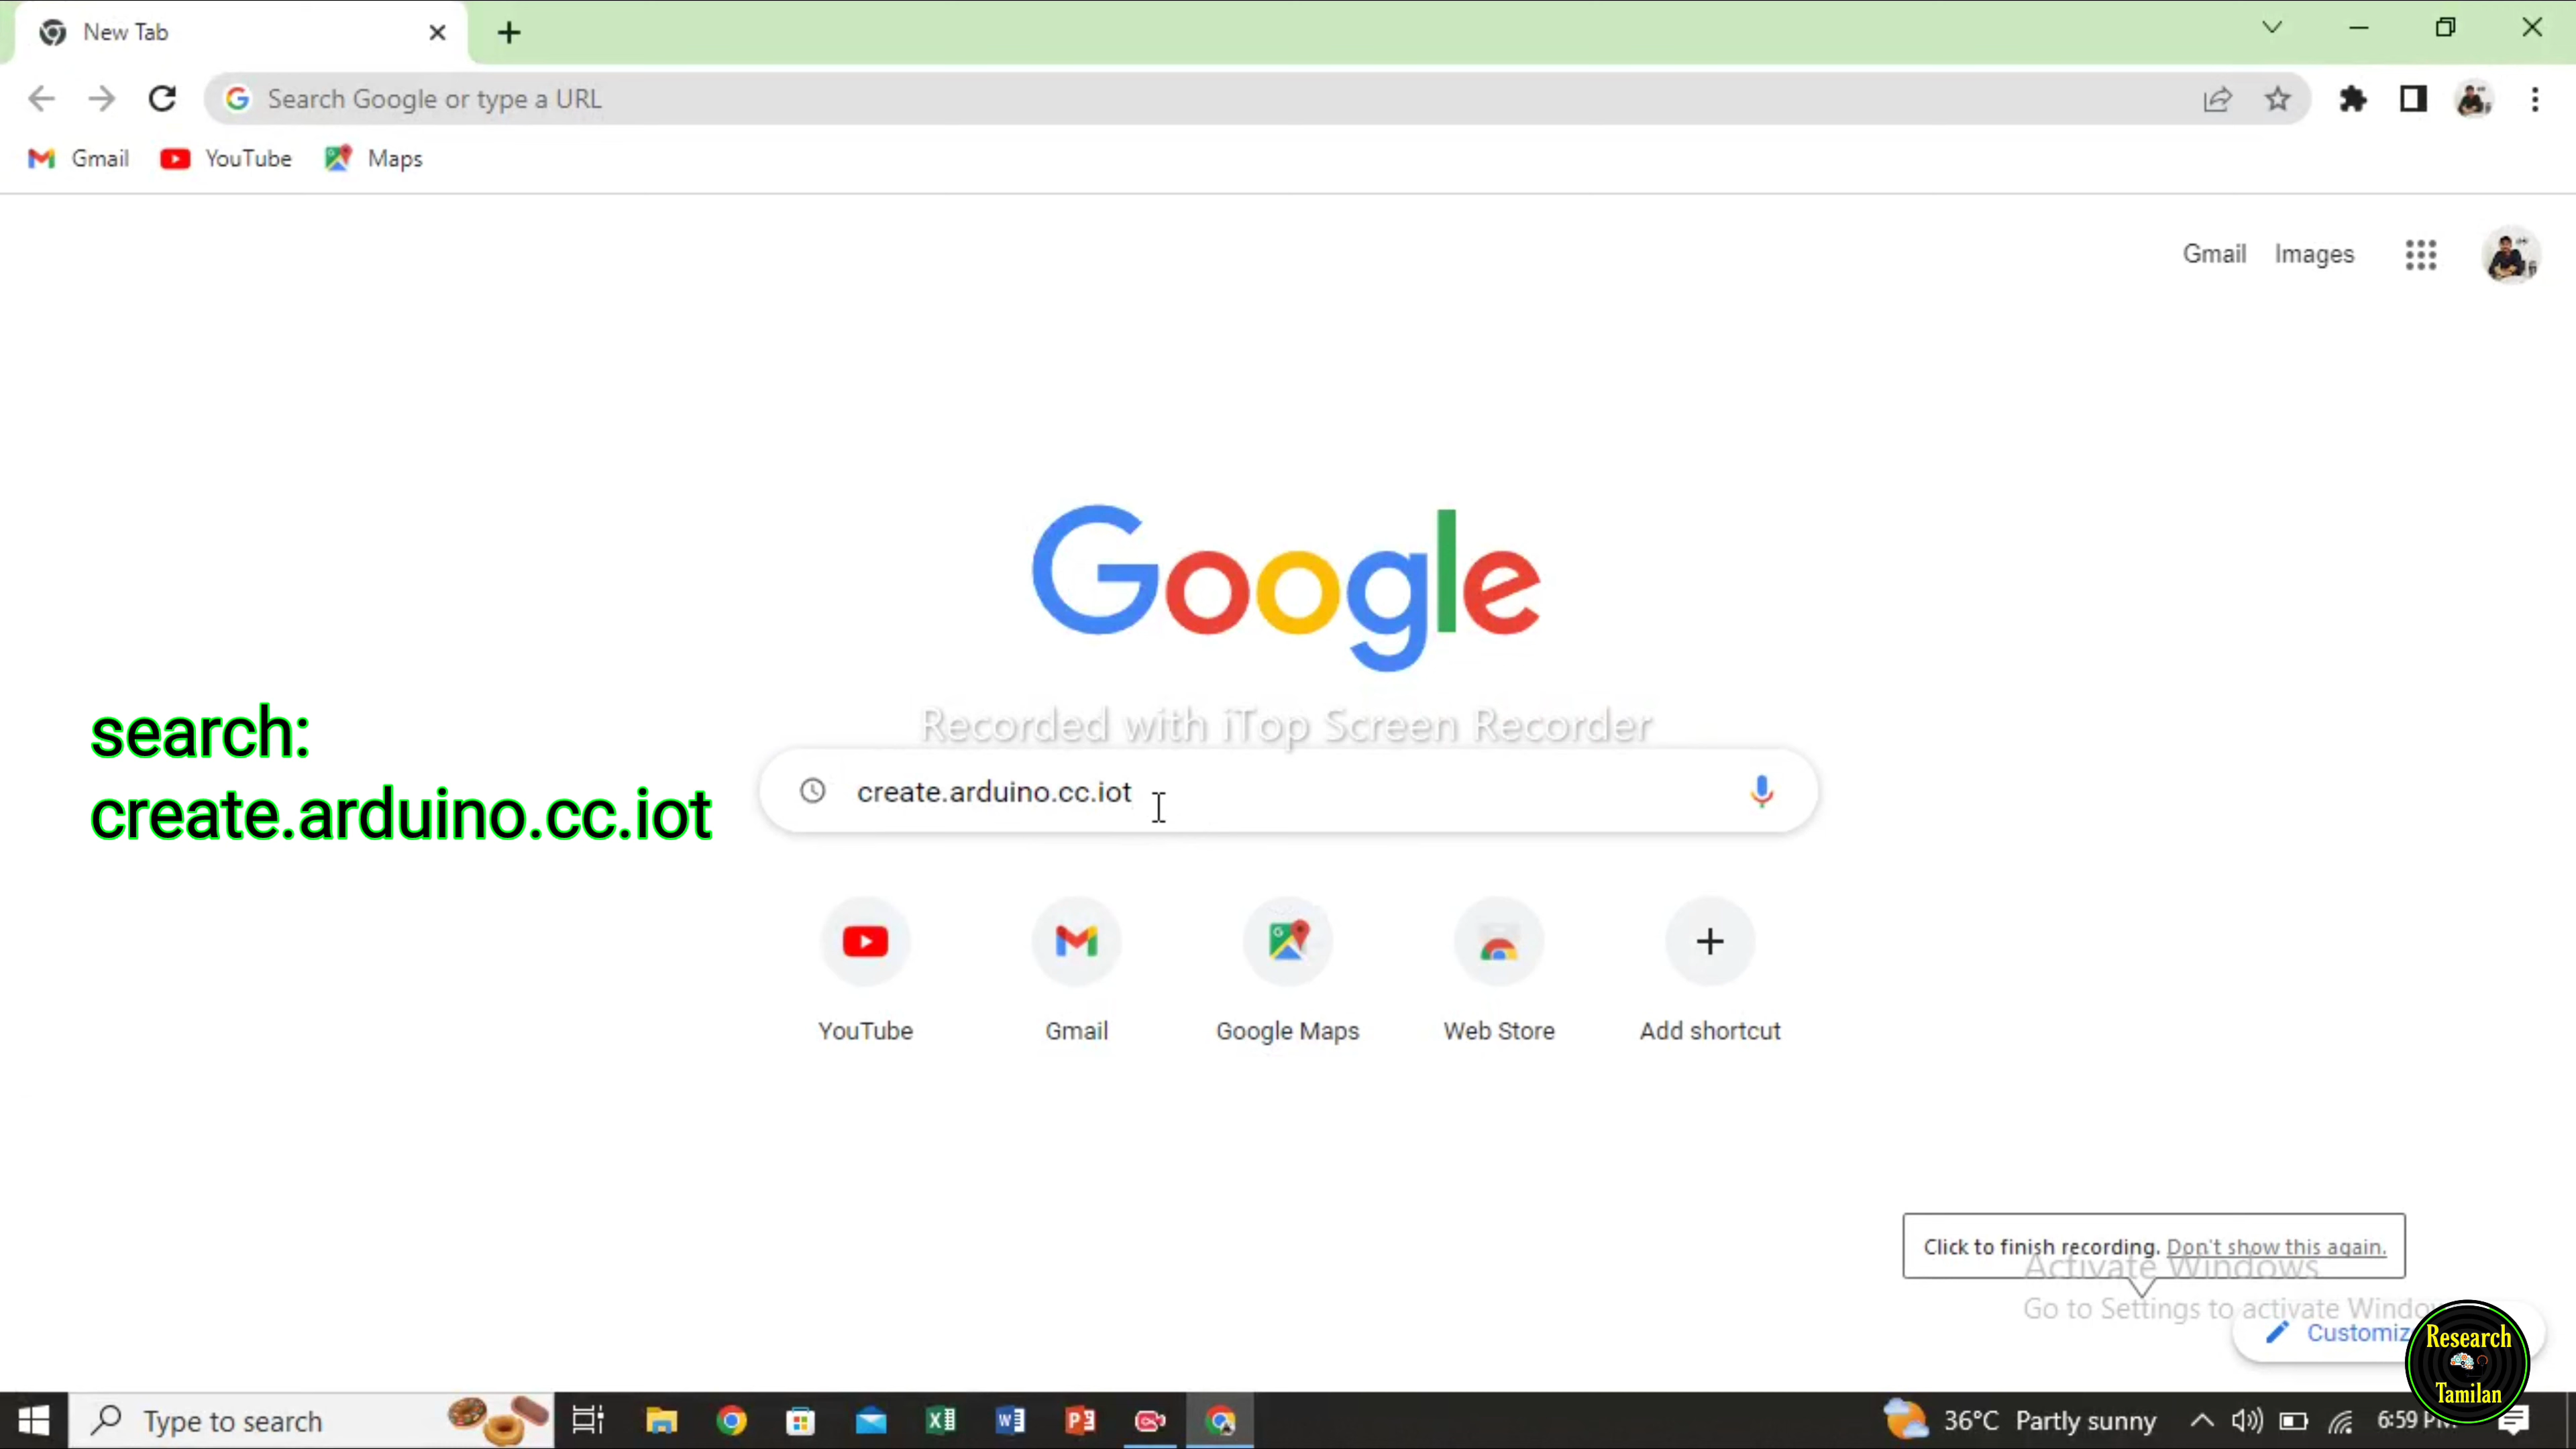 New Tab
Search Google or type a URL
Gmail YouTube Maps
Gmail Images
Google
Recorded with iTop Screen Recorder
search:
create.arduino.cc.iot
create.arduino.cc.iot
YouTube Gmail Google Maps Web Store Add shortcut
Click to finish recording. Don't show this again.
Activate Windows
Go to Settings to activate
Research
Tamilan
Type to search
36°C Partly sunny
6:59